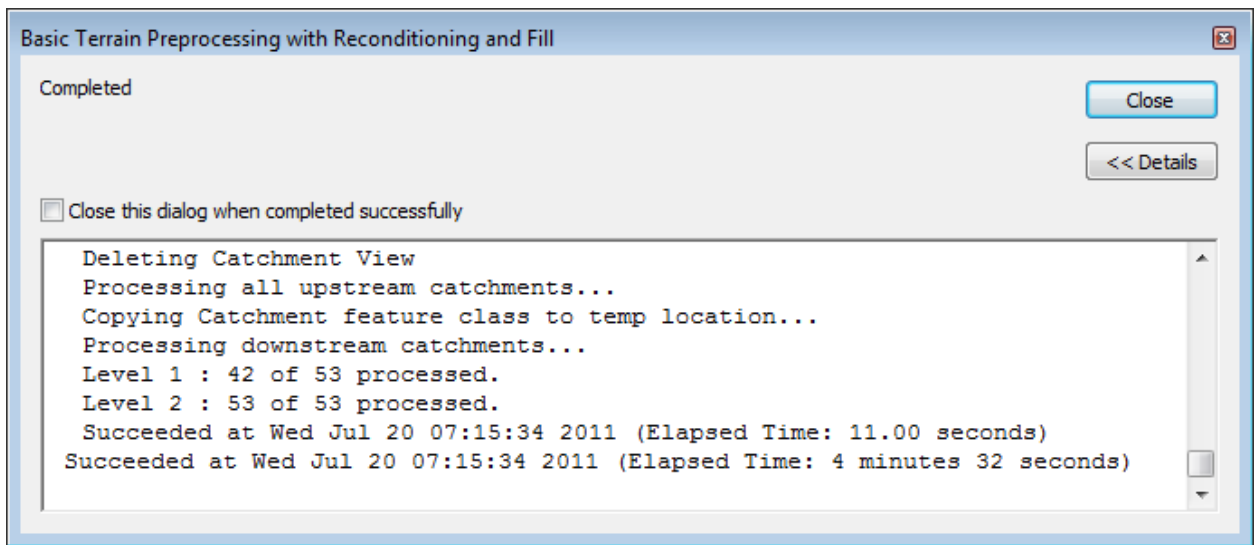 Basic Terrain Preprocessing with Reconditioning and Fill
Completed
Close
<< Details
Close this dialog when completed successfully
Deleting Catchment View
Processing all upstream catchments...
Copying Catchment feature class to temp location...
Processing downstream catchments...
Level 1 : 42 of 53 processed.
Level 2 : 53 of 53 processed.
Succeeded at Wed Jul 20 07:15:34 2011 (Elapsed Time: 11.00 seconds)
Succeeded at Wed Jul 20 07:15:34 2011 (Elapsed Time: 4 minutes 32 seconds)